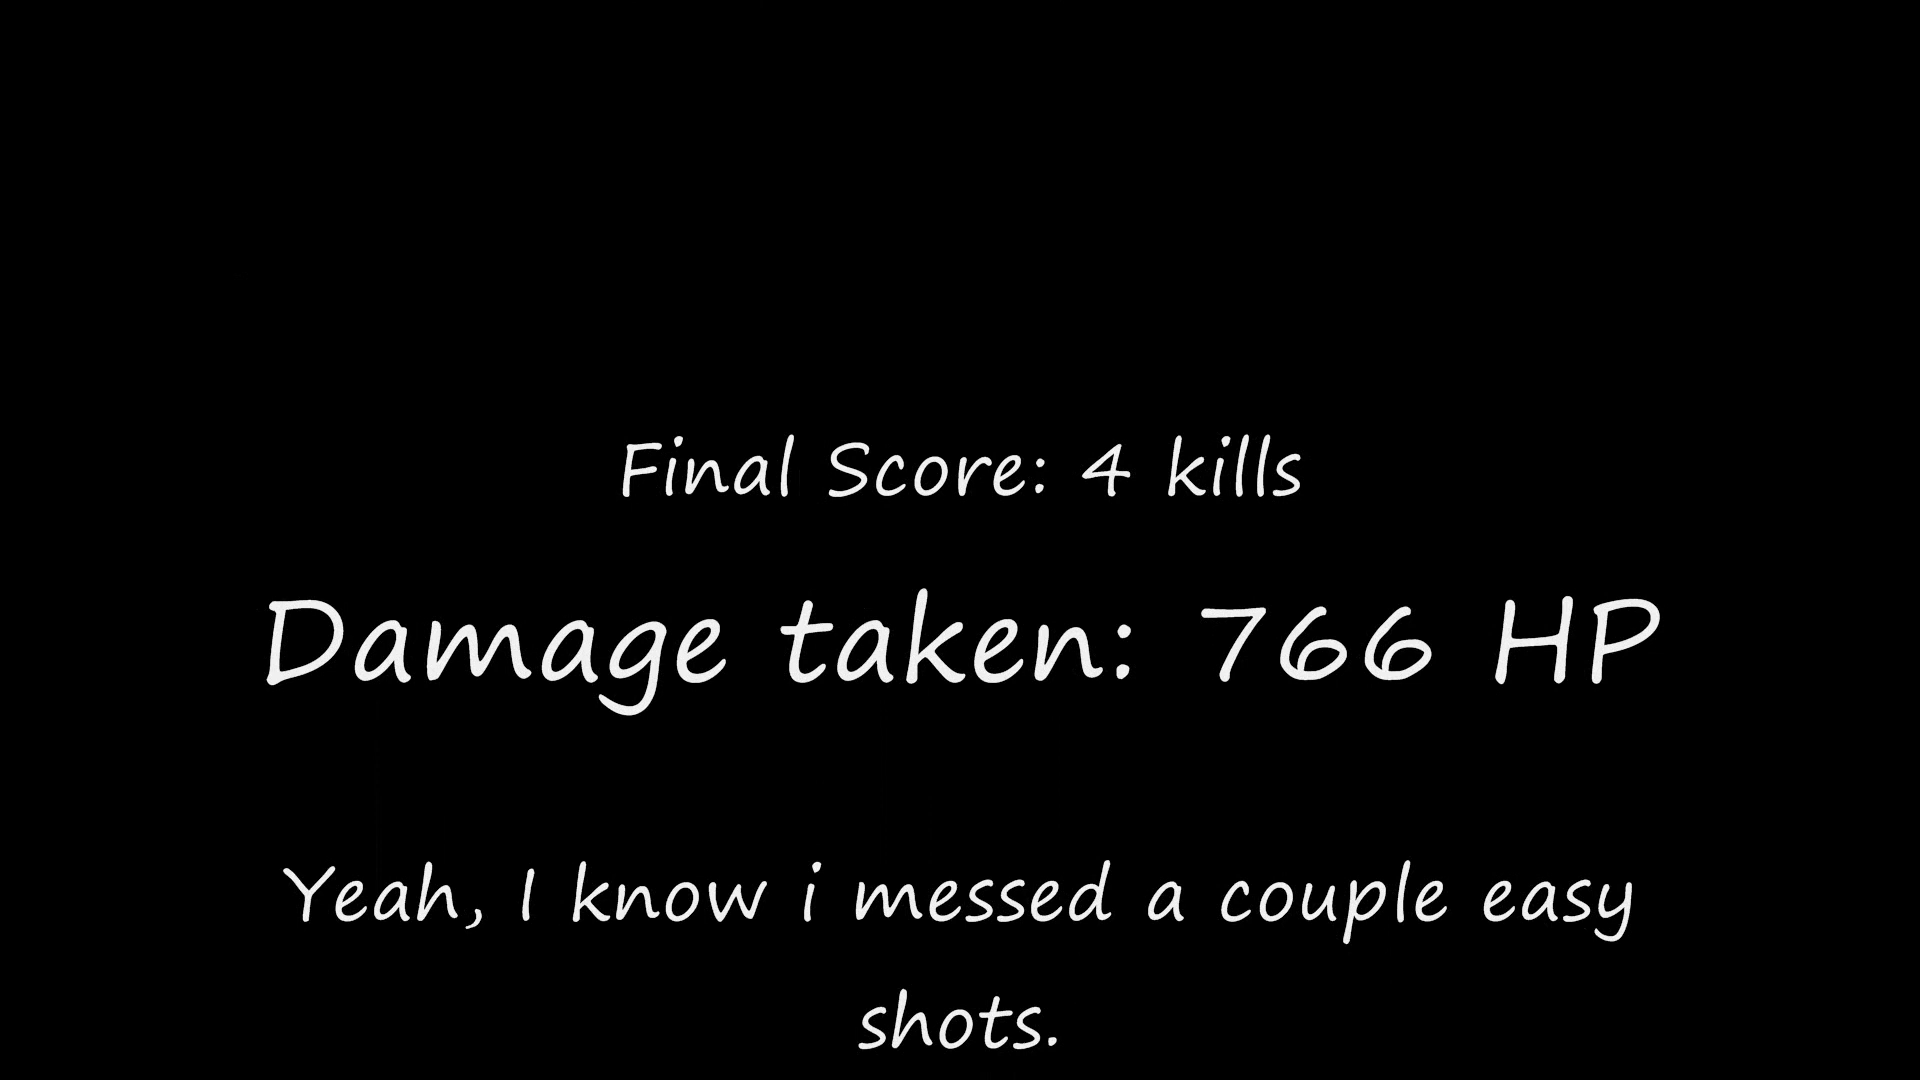 Final Score: 4 kills
Damage taken: 766 HP
Yeah, I know i messed a couple easy
shots.